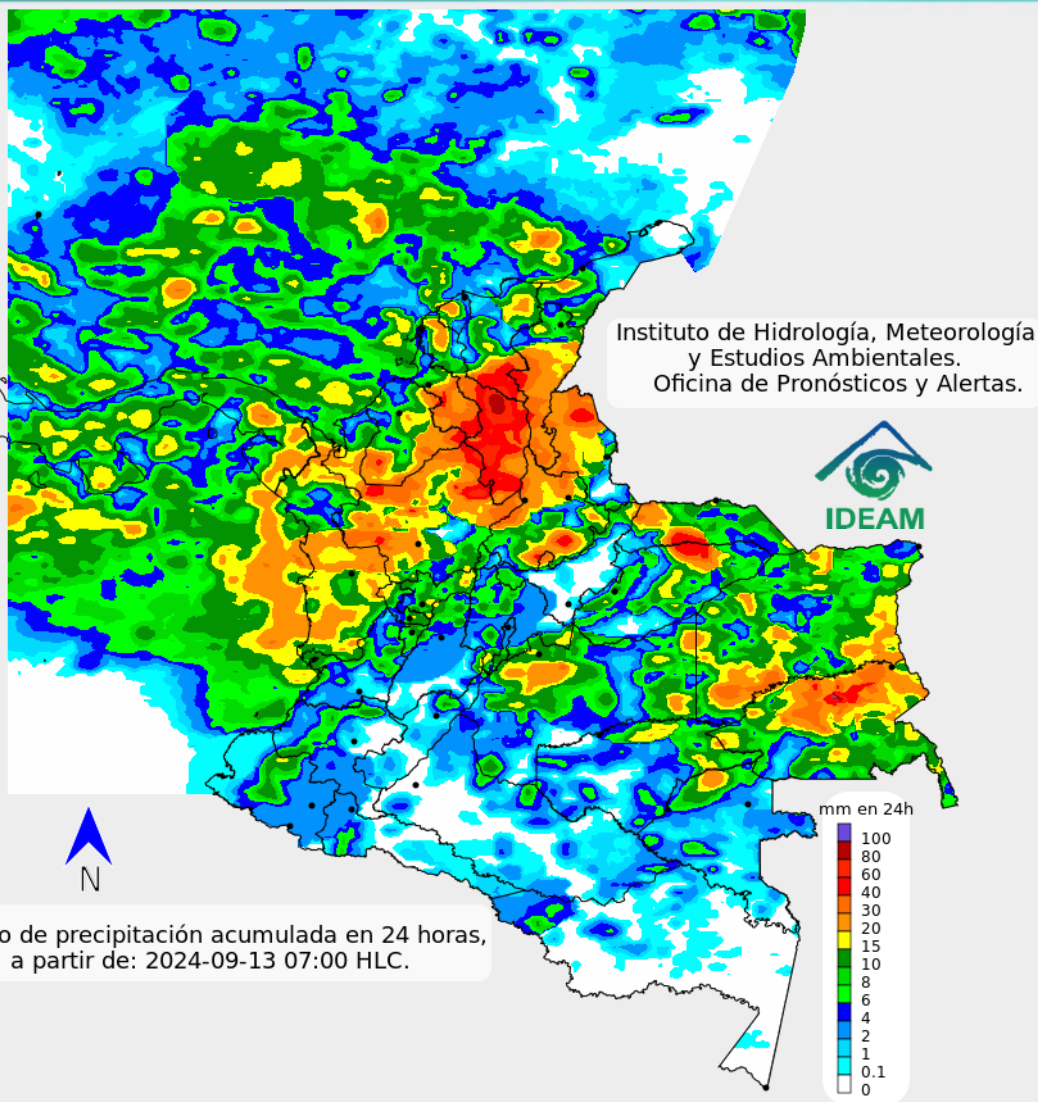 Instituto de Hidrología, Meteorología
y Estudios Ambientales.
Oficina de Pronósticos y Alertas.
IDEAM
mm en 24h
100
80
60
40
30
20
15
10
8
6
4
2
1
0.1
0
N
o de precipitación acumulada en 24 horas,
a partir de: 2024-09-13 07:00 HLC.